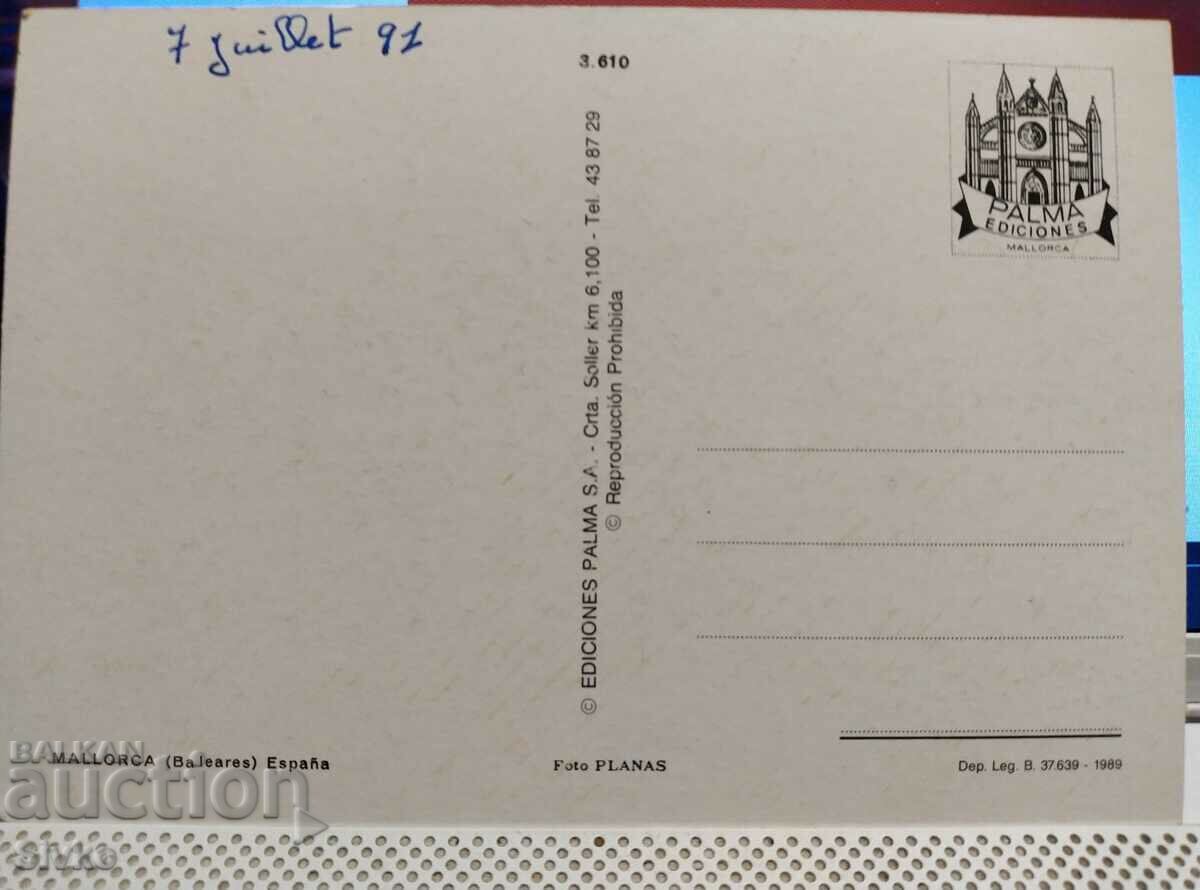 7 juillet 91
3.610
PALMA
EDICIONES
MALLORCA
© EDICIONES PALMA S.A. - Crta. Soller km 6,100 - Tel. 43 87 29
© Reproducción Prohibida
MALLORCA (Baleares) España
Foto PLANAS
Dep. Leg. B. 37.639 - 1989
BALKAN
auction
sivko